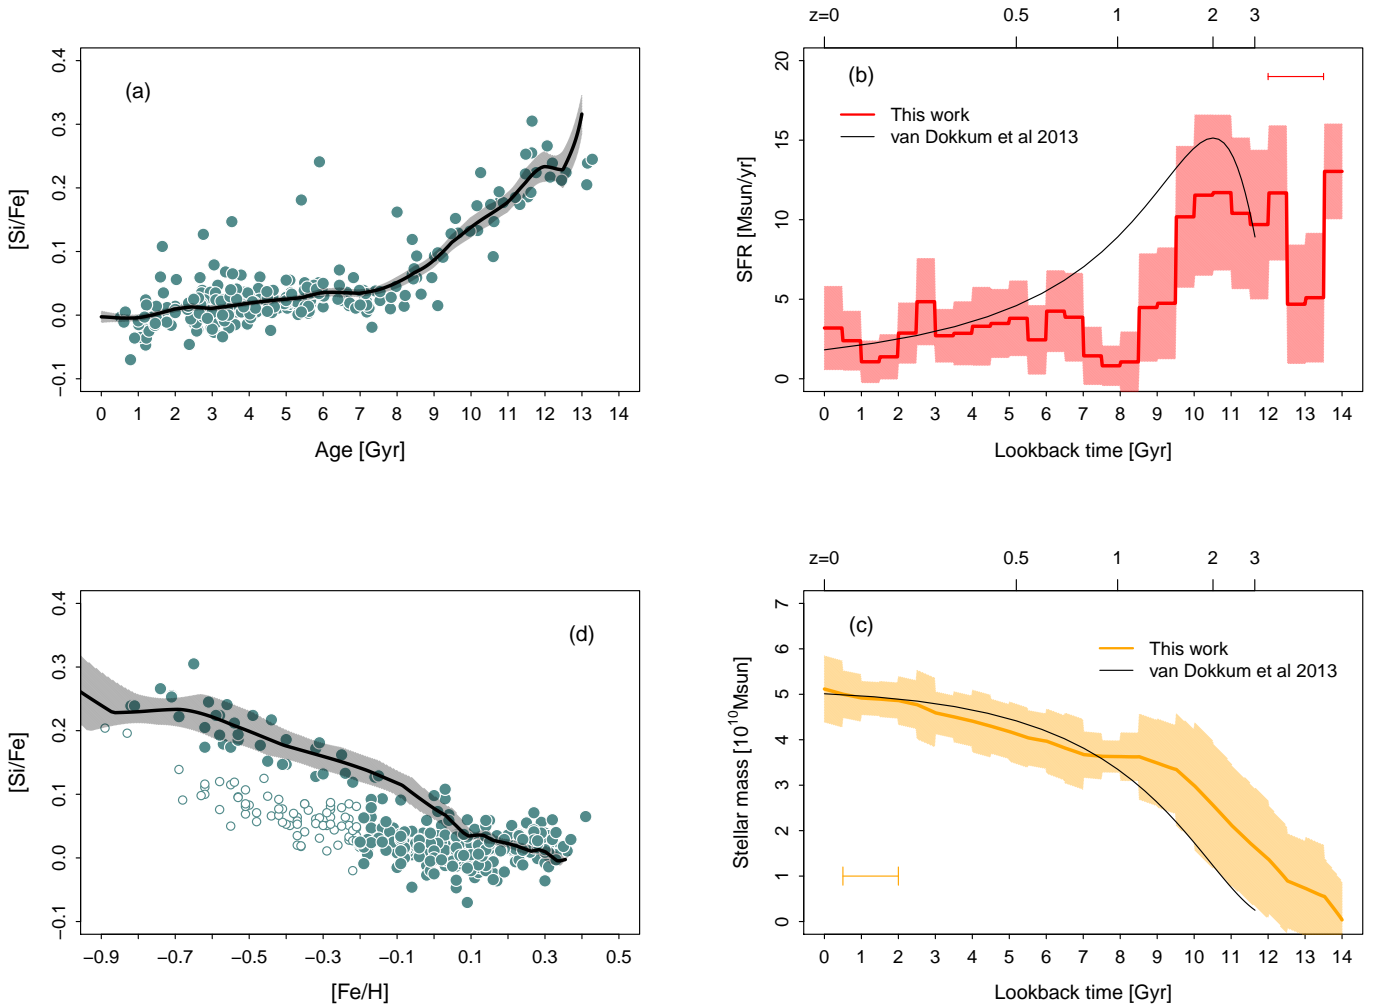 (a)
[Si/Fe]
−0.1 0.0 0.1 0.2 0.3 0.4
0 1 2 3 4 5 6 7 8 9 10 11 12 13 14
Age [Gyr]
z=0 0.5 1 2 3
(b)
This work
van Dokkum et al 2013
SFR [Msun/yr]
0 5 10 15 20
0 1 2 3 4 5 6 7 8 9 10 11 12 13 14
Lookback time [Gyr]
(d)
[Si/Fe]
−0.1 0.0 0.1 0.2 0.3 0.4
−0.9 −0.7 −0.5 −0.3 −0.1 0.1 0.3 0.5
[Fe/H]
z=0 0.5 1 2 3
(c)
This work
van Dokkum et al 2013
Stellar mass [10¹⁰Msun]
0 1 2 3 4 5 6 7
0 1 2 3 4 5 6 7 8 9 10 11 12 13 14
Lookback time [Gyr]